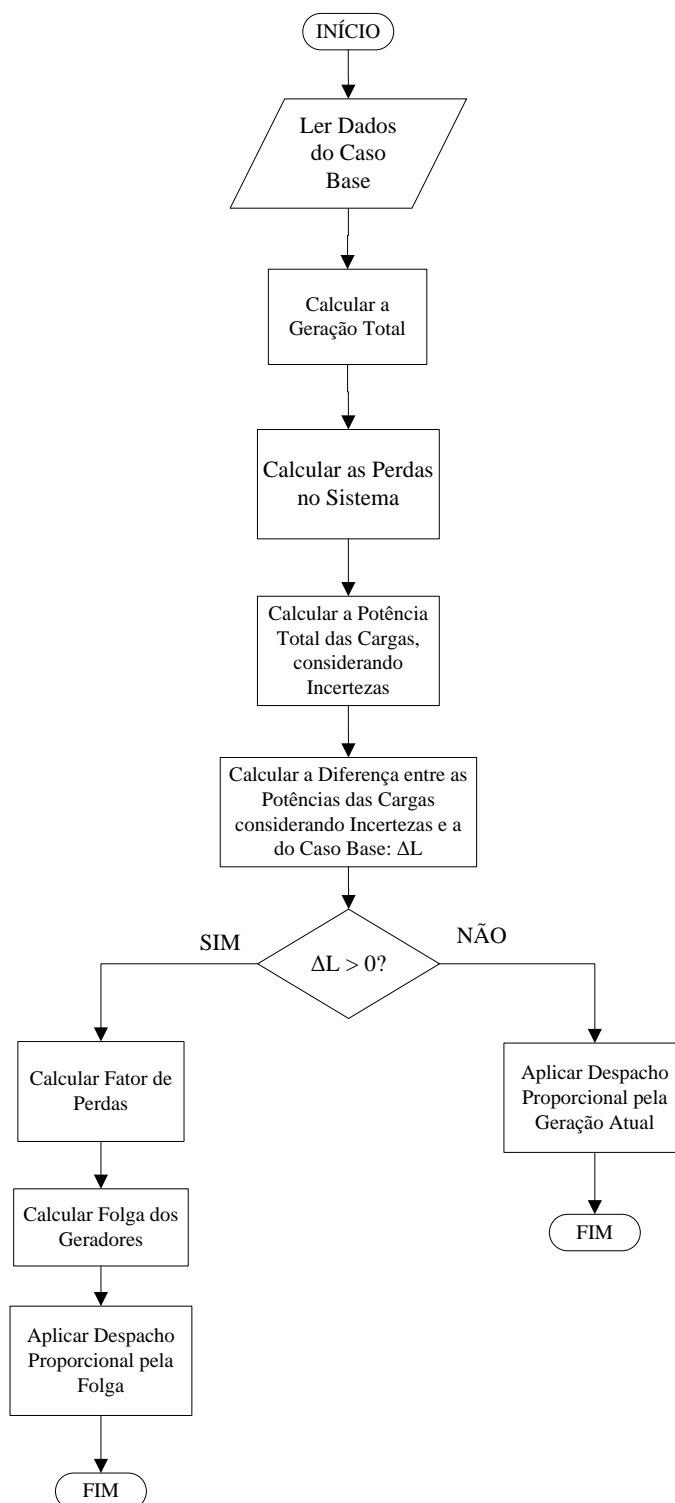 INÍCIO
Ler Dados
do Caso
Base
Calcular a
Geração Total
Calcular as Perdas
no Sistema
Calcular a Potência
Total das Cargas,
considerando
Incertezas
Calcular a Diferença entre as
Potências das Cargas
considerando Incertezas e a
do Caso Base: ΔL
SIM
NÃO
ΔL > 0?
Calcular Fator de
Perdas
Calcular Folga dos
Geradores
Aplicar Despacho
Proporcional pela
Folga
FIM
Aplicar Despacho
Proporcional pela
Geração Atual
FIM